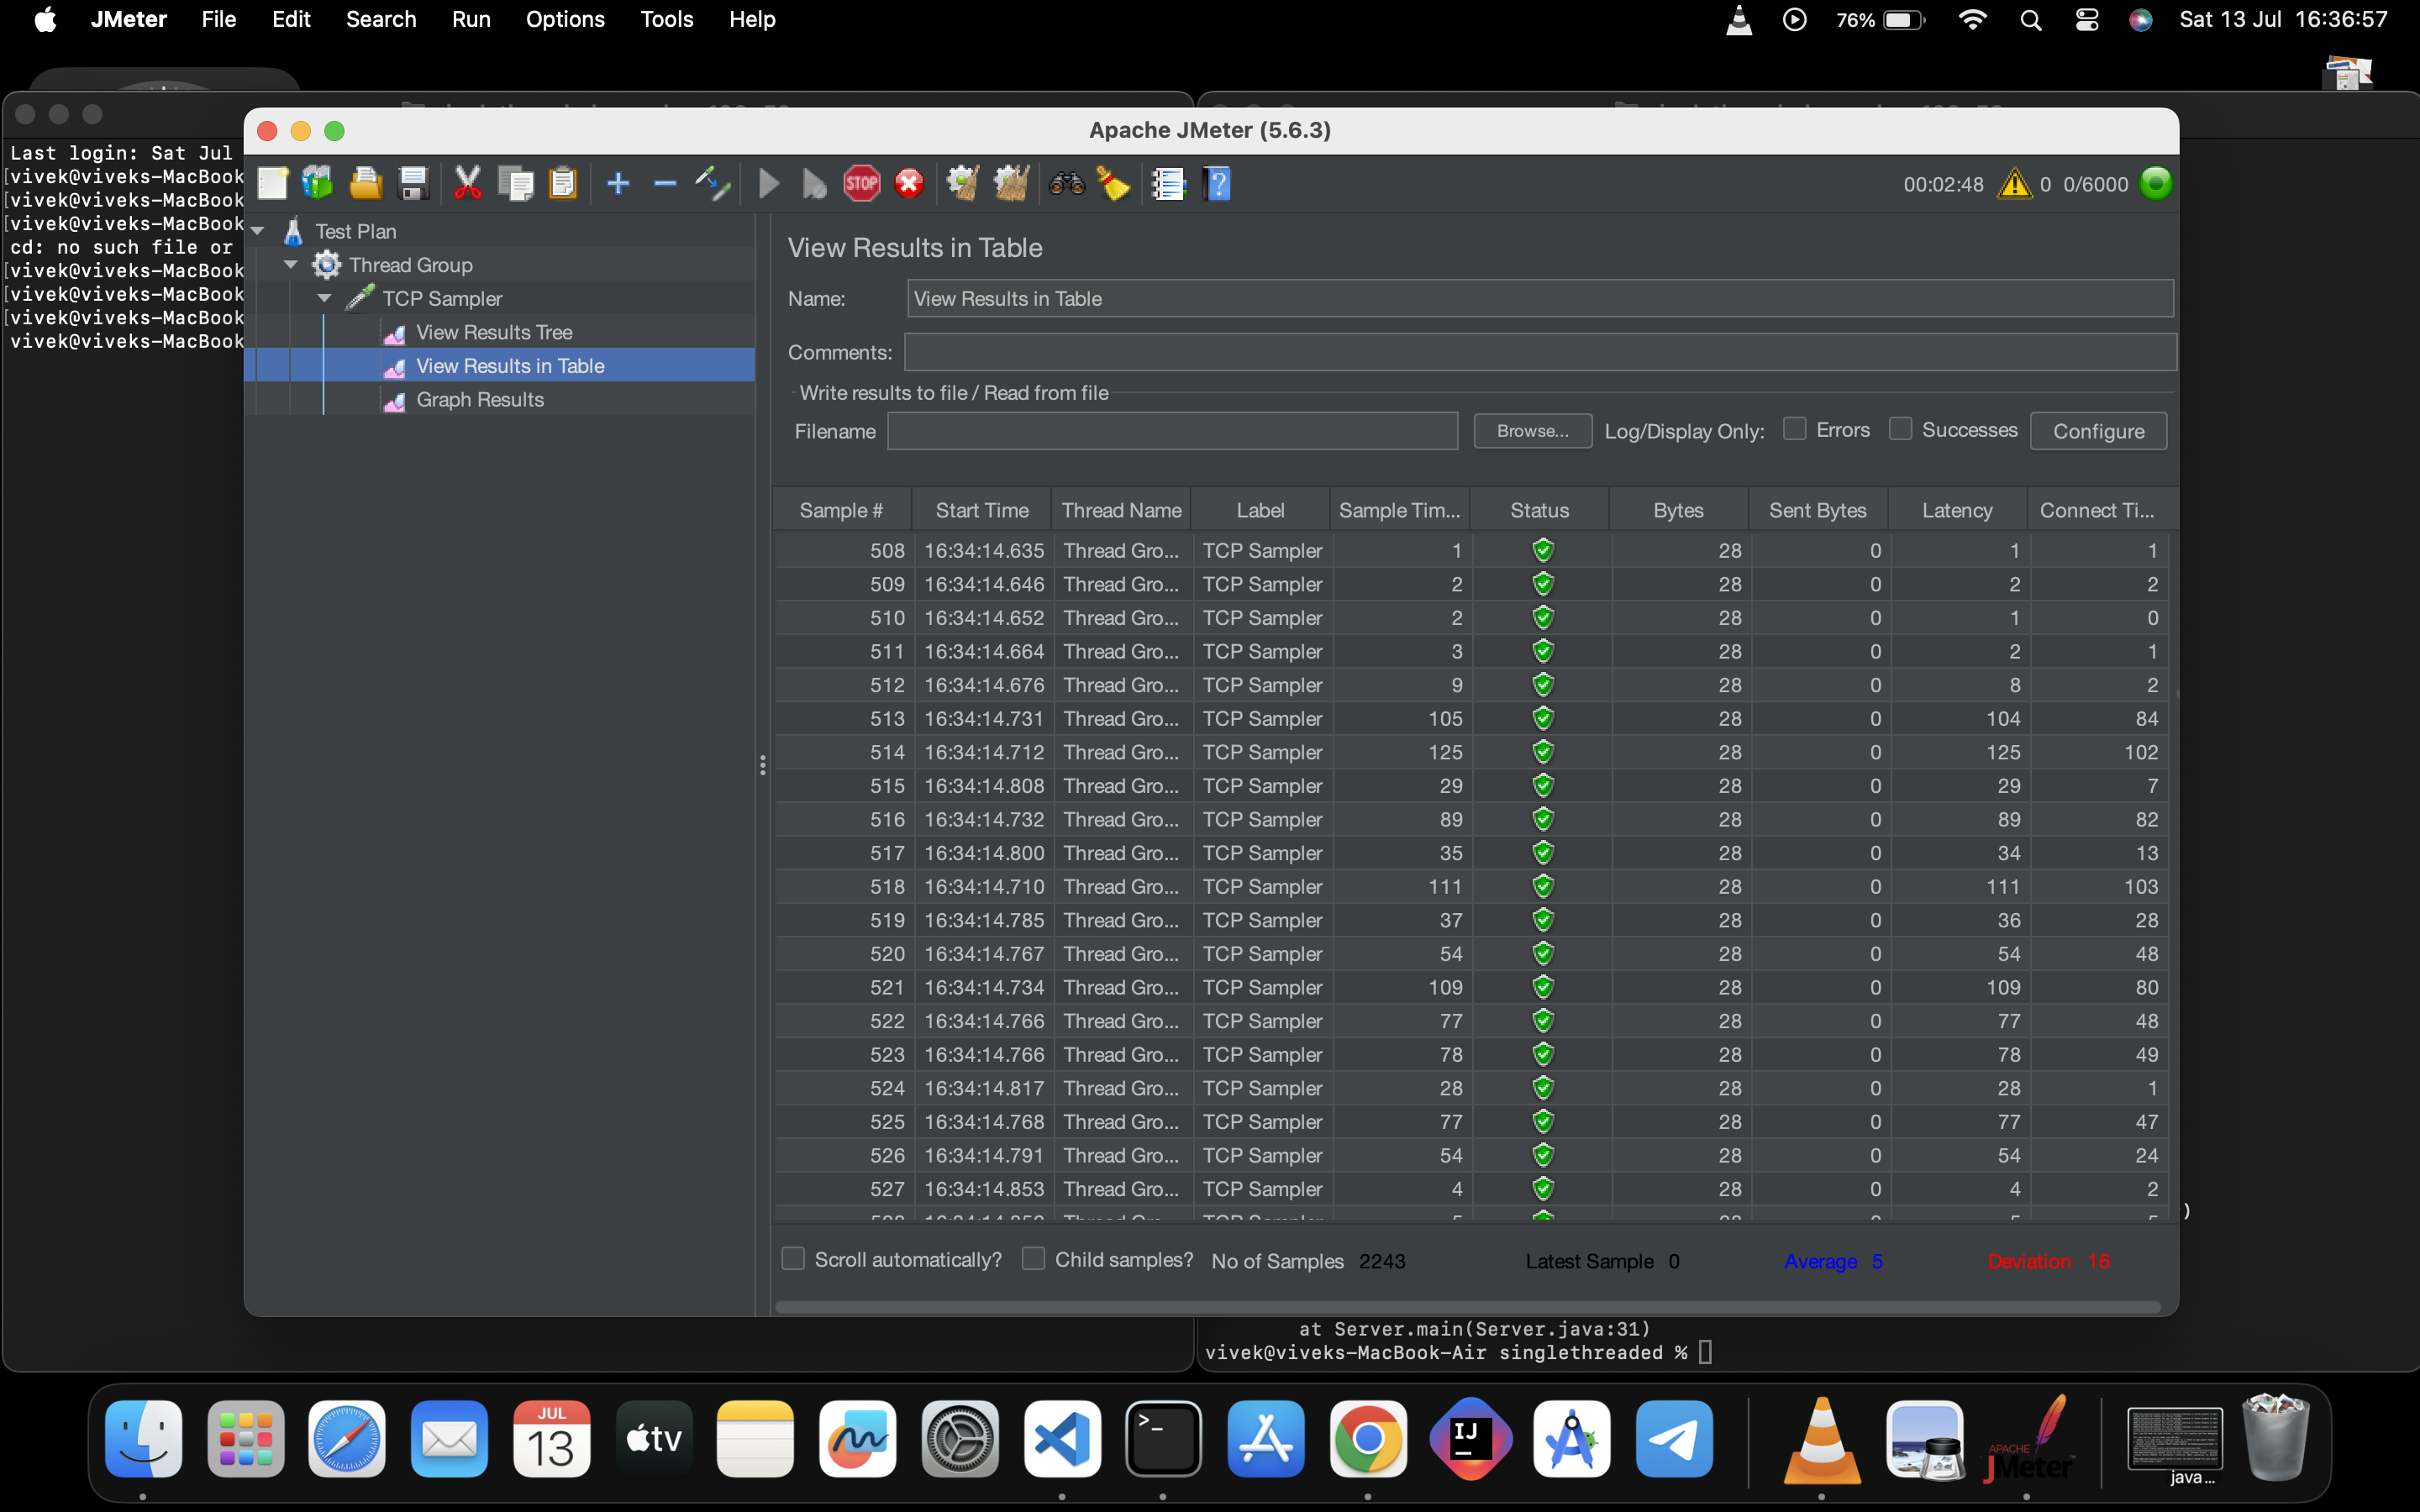 JMeter File Edit Search Run Options Tools Help 76% Sat 13 Jul 16:36:57
Apache JMeter (5.6.3)
Last login: Sat Jul
[vivek@viveks-MacBook
[vivek@viveks-MacBook
[vivek@viveks-MacBook
cd: no such file or
[vivek@viveks-MacBook
[vivek@viveks-MacBook
[vivek@viveks-MacBook
vivek@viveks-MacBook
STOP ? 00:02:48 0 0/6000
Test Plan
Thread Group
TCP Sampler
View Results Tree
View Results in Table
Graph Results
View Results in Table
Name: View Results in Table
Comments:
Write results to file / Read from file
Filename Browse... Log/Display Only: Errors Successes Configure
Sample # Start Time Thread Name Label Sample Tim... Status Bytes Sent Bytes Latency Connect Ti...
508 16:34:14.635 Thread Gro... TCP Sampler 1 28 0 1 1
509 16:34:14.646 Thread Gro... TCP Sampler 2 28 0 2 2
510 16:34:14.652 Thread Gro... TCP Sampler 2 28 0 1 0
511 16:34:14.664 Thread Gro... TCP Sampler 3 28 0 2 1
512 16:34:14.676 Thread Gro... TCP Sampler 9 28 0 8 2
513 16:34:14.731 Thread Gro... TCP Sampler 105 28 0 104 84
514 16:34:14.712 Thread Gro... TCP Sampler 125 28 0 125 102
515 16:34:14.808 Thread Gro... TCP Sampler 29 28 0 29 7
516 16:34:14.732 Thread Gro... TCP Sampler 89 28 0 89 82
517 16:34:14.800 Thread Gro... TCP Sampler 35 28 0 34 13
518 16:34:14.710 Thread Gro... TCP Sampler 111 28 0 111 103
519 16:34:14.785 Thread Gro... TCP Sampler 37 28 0 36 28
520 16:34:14.767 Thread Gro... TCP Sampler 54 28 0 54 48
521 16:34:14.734 Thread Gro... TCP Sampler 109 28 0 109 80
522 16:34:14.766 Thread Gro... TCP Sampler 77 28 0 77 48
523 16:34:14.766 Thread Gro... TCP Sampler 78 28 0 78 49
524 16:34:14.817 Thread Gro... TCP Sampler 28 28 0 28 1
525 16:34:14.768 Thread Gro... TCP Sampler 77 28 0 77 47
526 16:34:14.791 Thread Gro... TCP Sampler 54 28 0 54 24
527 16:34:14.853 Thread Gro... TCP Sampler 4 28 0 4 2
)
Scroll automatically? Child samples? No of Samples 2243 Latest Sample 0 Average 5 Deviation 16
at Server.main(Server.java:31)
vivek@viveks-MacBook-Air singlethreaded %
JUL
13
tv
>_
IJ
APACHE
JMeter
java...